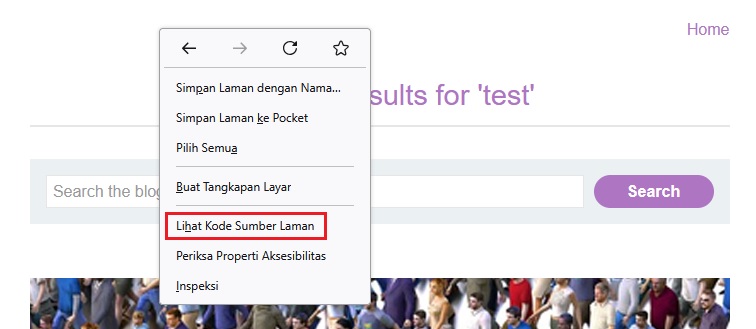 Home
sults for 'test'
Simpan Laman dengan Nama...
Simpan Laman ke Pocket
Pilih Semua
Buat Tangkapan Layar
Search the blog
Search
Lihat Kode Sumber Laman
Periksa Properti Aksesibilitas
Inspeksi